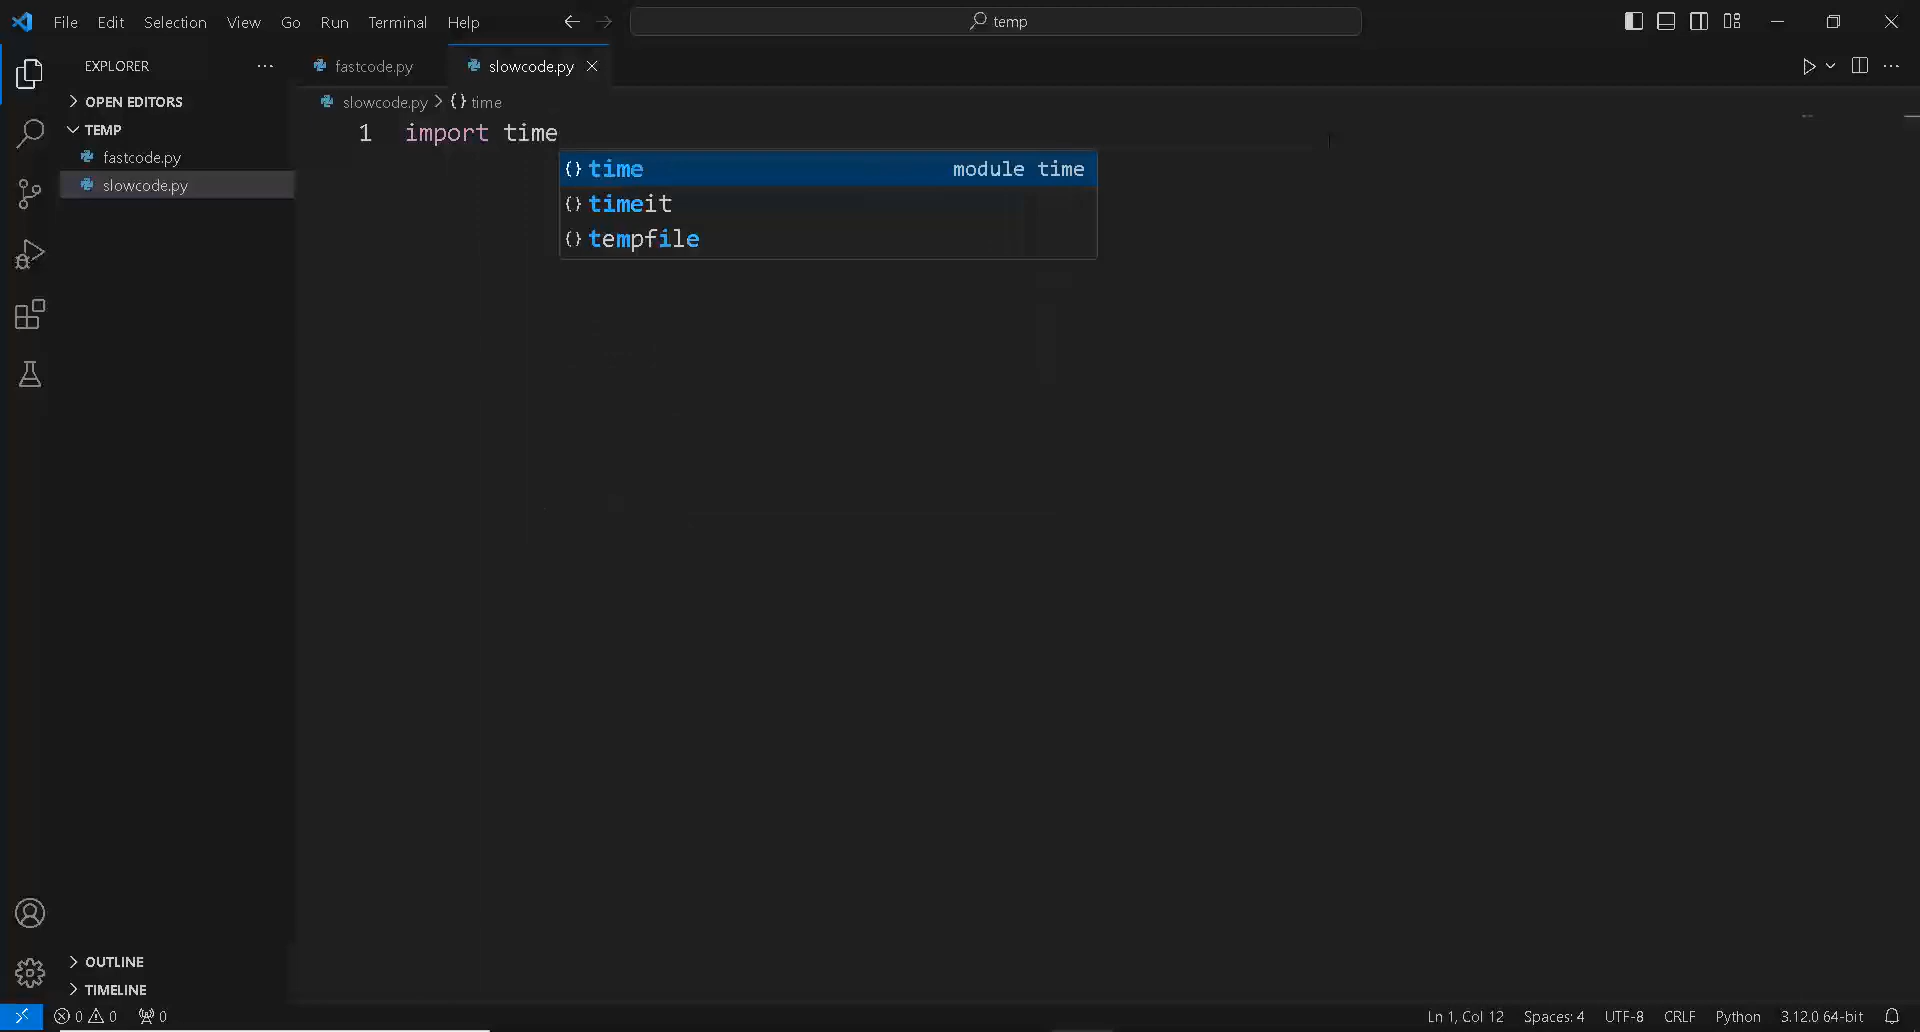 File Edit Selection View Go Run Terminal Help
temp
EXPLORER
OPEN EDITORS
TEMP
fastcode.py
slowcode.py
OUTLINE
TIMELINE
fastcode.py
slowcode.py
slowcode.py > {} time
1 import time
{} time module time
{} timeit
{} tempfile
0 0 0
Ln 1, Col 12 Spaces: 4 UTF-8 CRLF Python 3.12.0 64-bit